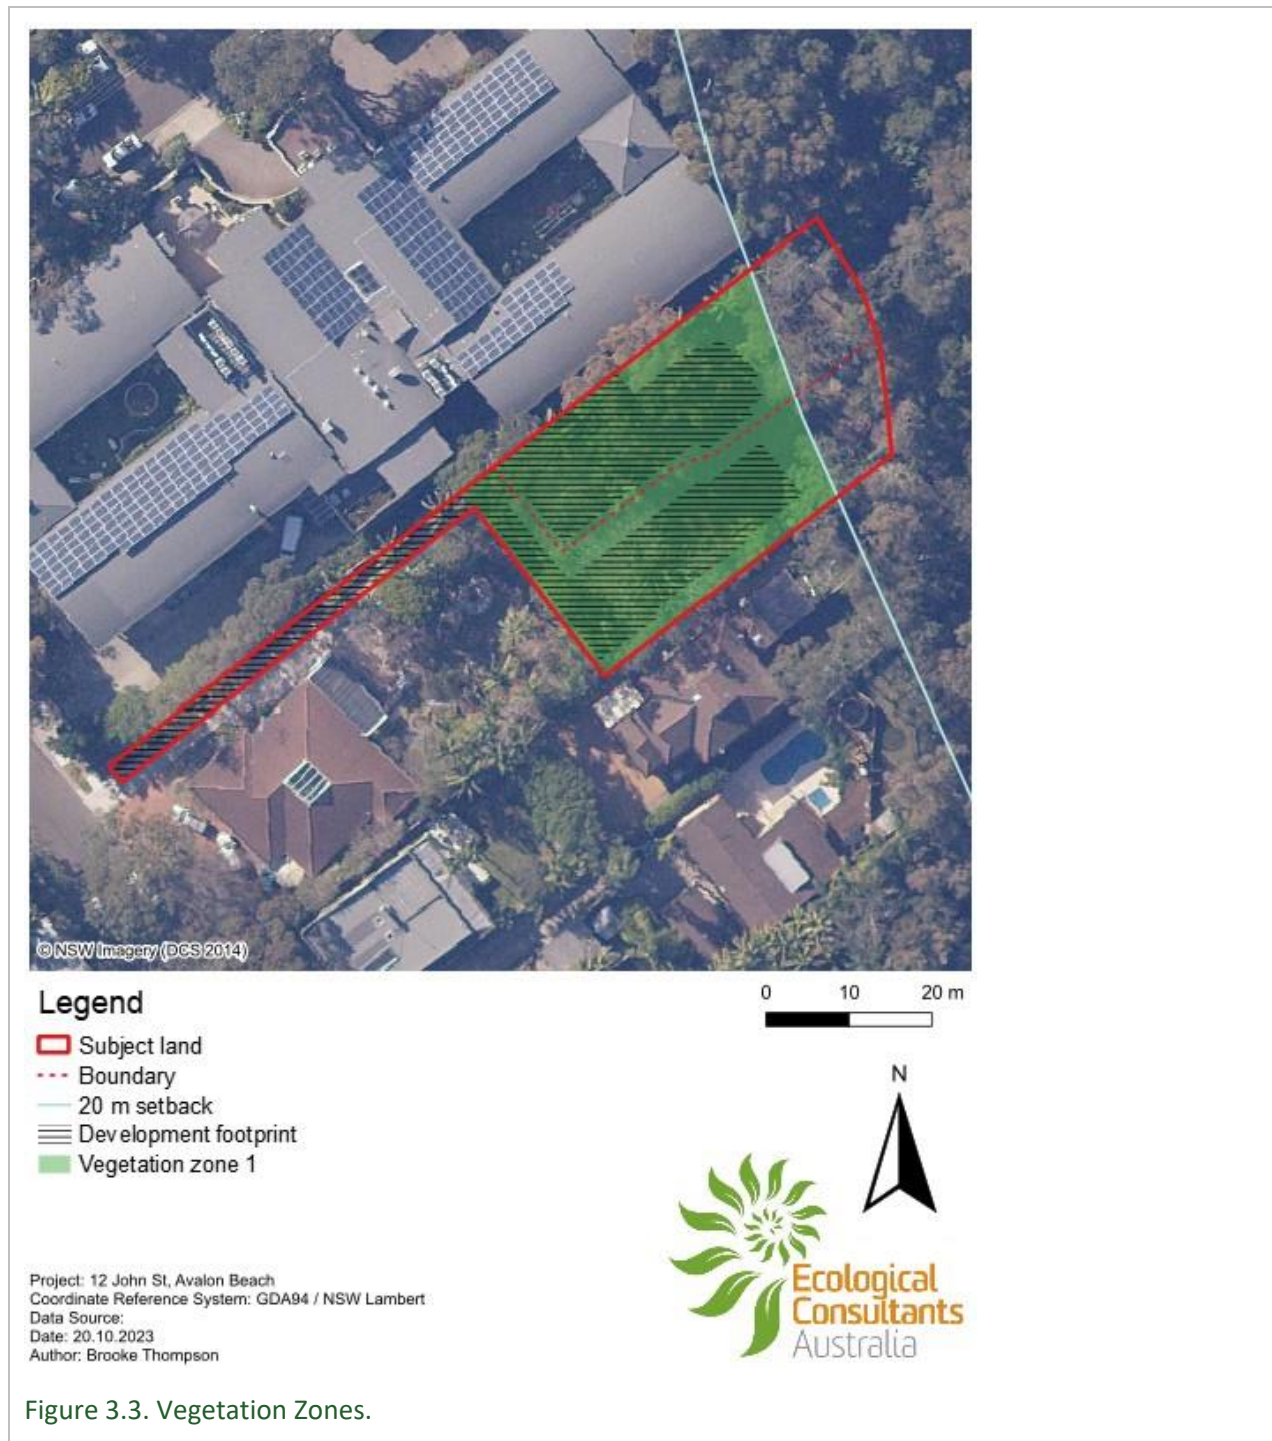 © NSW Imagery (DCS 2014)
Legend
Subject land
Boundary
20 m setback
Development footprint
Vegetation zone 1
0 10 20 m
N
Ecological
Consultants
Australia
Project: 12 John St, Avalon Beach
Coordinate Reference System: GDA94 / NSW Lambert
Data Source:
Date: 20.10.2023
Author: Brooke Thompson
Figure 3.3. Vegetation Zones.